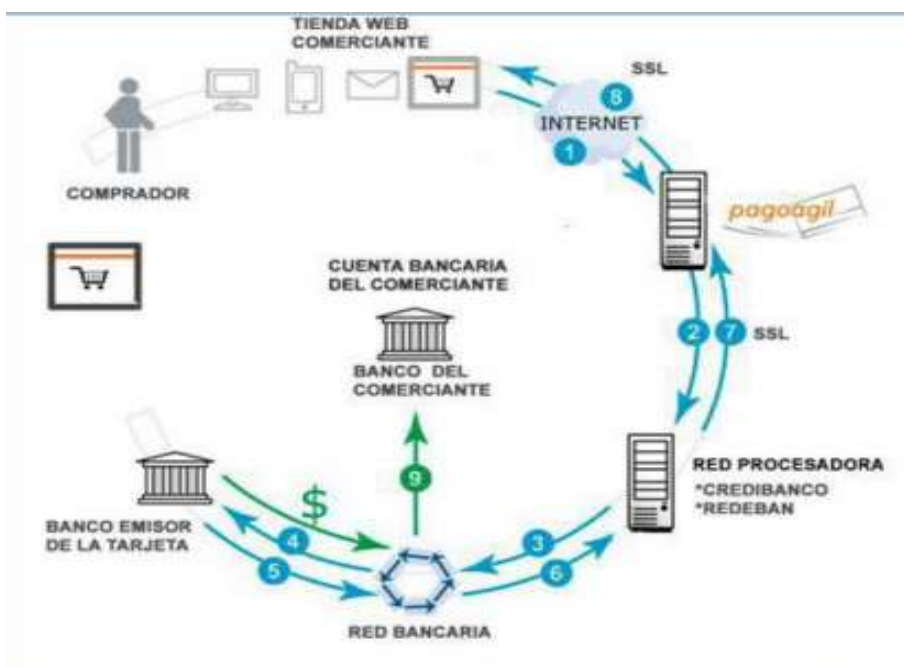 TIENDA WEB
COMERCIANTE
SSL
8
INTERNET
1
COMPRADOR
pagoagil
CUENTA BANCARIA
DEL COMERCIANTE
2
7
SSL
BANCO DEL
COMERCIANTE
9
RED PROCESADORA
*CREDIBANCO
*REDEBAN
$
BANCO EMISOR
DE LA TARJETA
4
3
5
6
RED BANCARIA